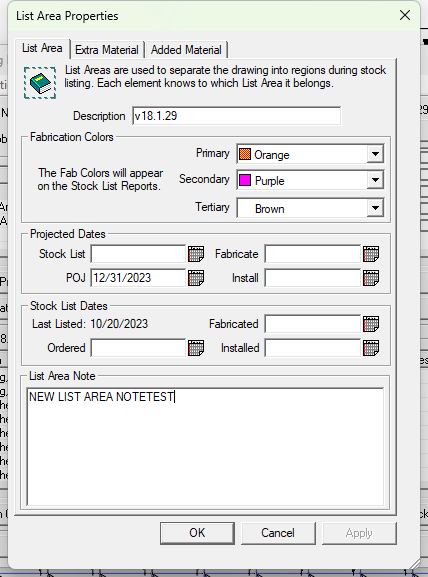 List Area Properties
List Area Extra Material Added Material
List Areas are used to separate the drawing into regions during stock
listing. Each element knows to which List Area it belongs.
Description v18.1.29
Fabrication Colors
The Fab Colors will appear
on the Stock List Reports.
Primary Orange
Secondary Purple
Tertiary Brown
Projected Dates
Stock List Fabricate
POJ 12/31/2023 Install
Stock List Dates
Last Listed: 10/20/2023 Fabricated
Ordered Installed
List Area Note
NEW LIST AREA NOTETEST
OK Cancel Apply